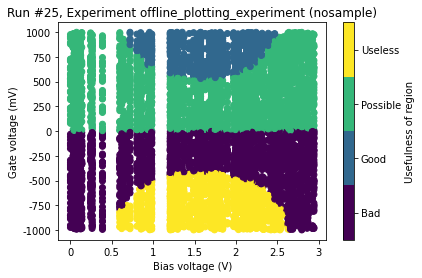 Run #25, Experiment offline_plotting_experiment (nosample)
1000
750
500
250
0
-250
-500
-750
-1000
Gate voltage (mV)
0
0.5
1
1.5
2
2.5
3
Bias voltage (V)
Useless
Possible
Good
Bad
Usefulness of region